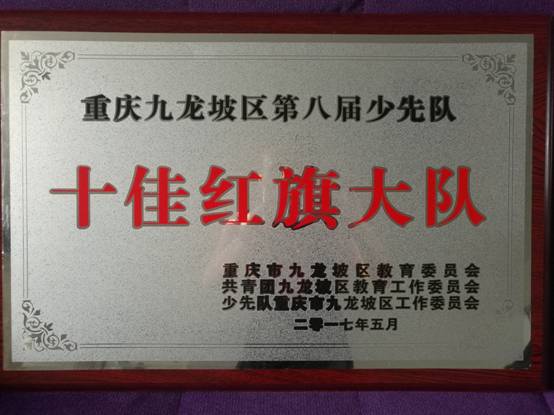 重庆九龙坡区第八届少先队
十佳红旗大队
重庆市九龙坡区教育委员会
共青团九龙坡区教育工作委员会
少先队重庆市九龙坡区工作委员会
二零一七年五月